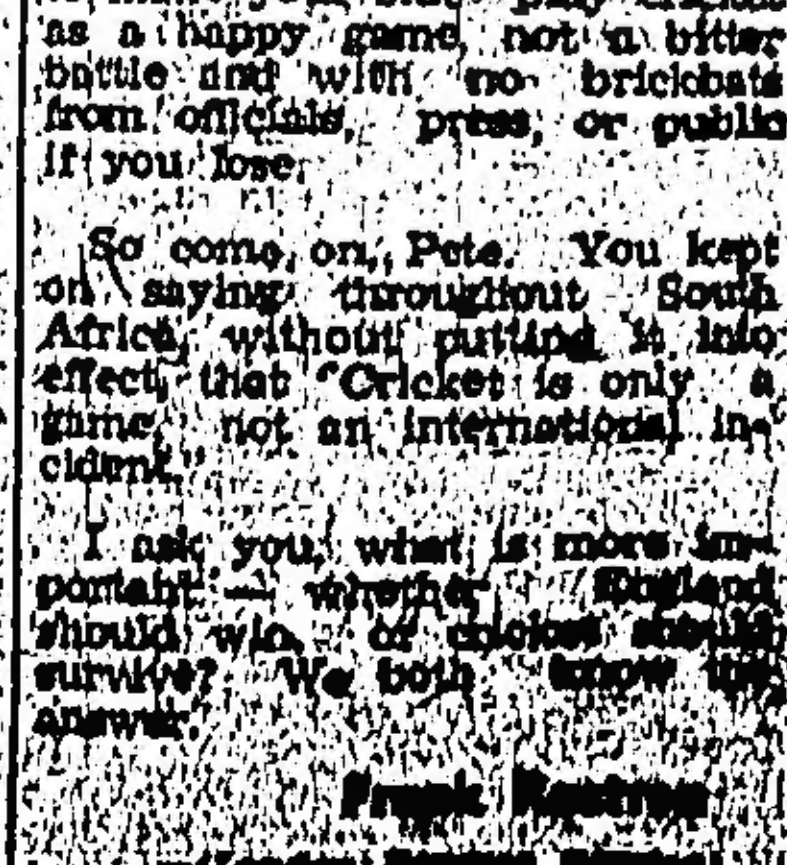 play cricket
as a happy game, not a bitter
battle and with no brickbats
from officials, press, or public
if you lose.
So come on, Pete. You kept
on saying throughout South
Africa, without putting it into
effect, that "Cricket is only a
game, not an international in-
cident."
I ask you, what is more im-
portant — whether England
should win, or cricket should
survive? We both know the
answer.
Frank